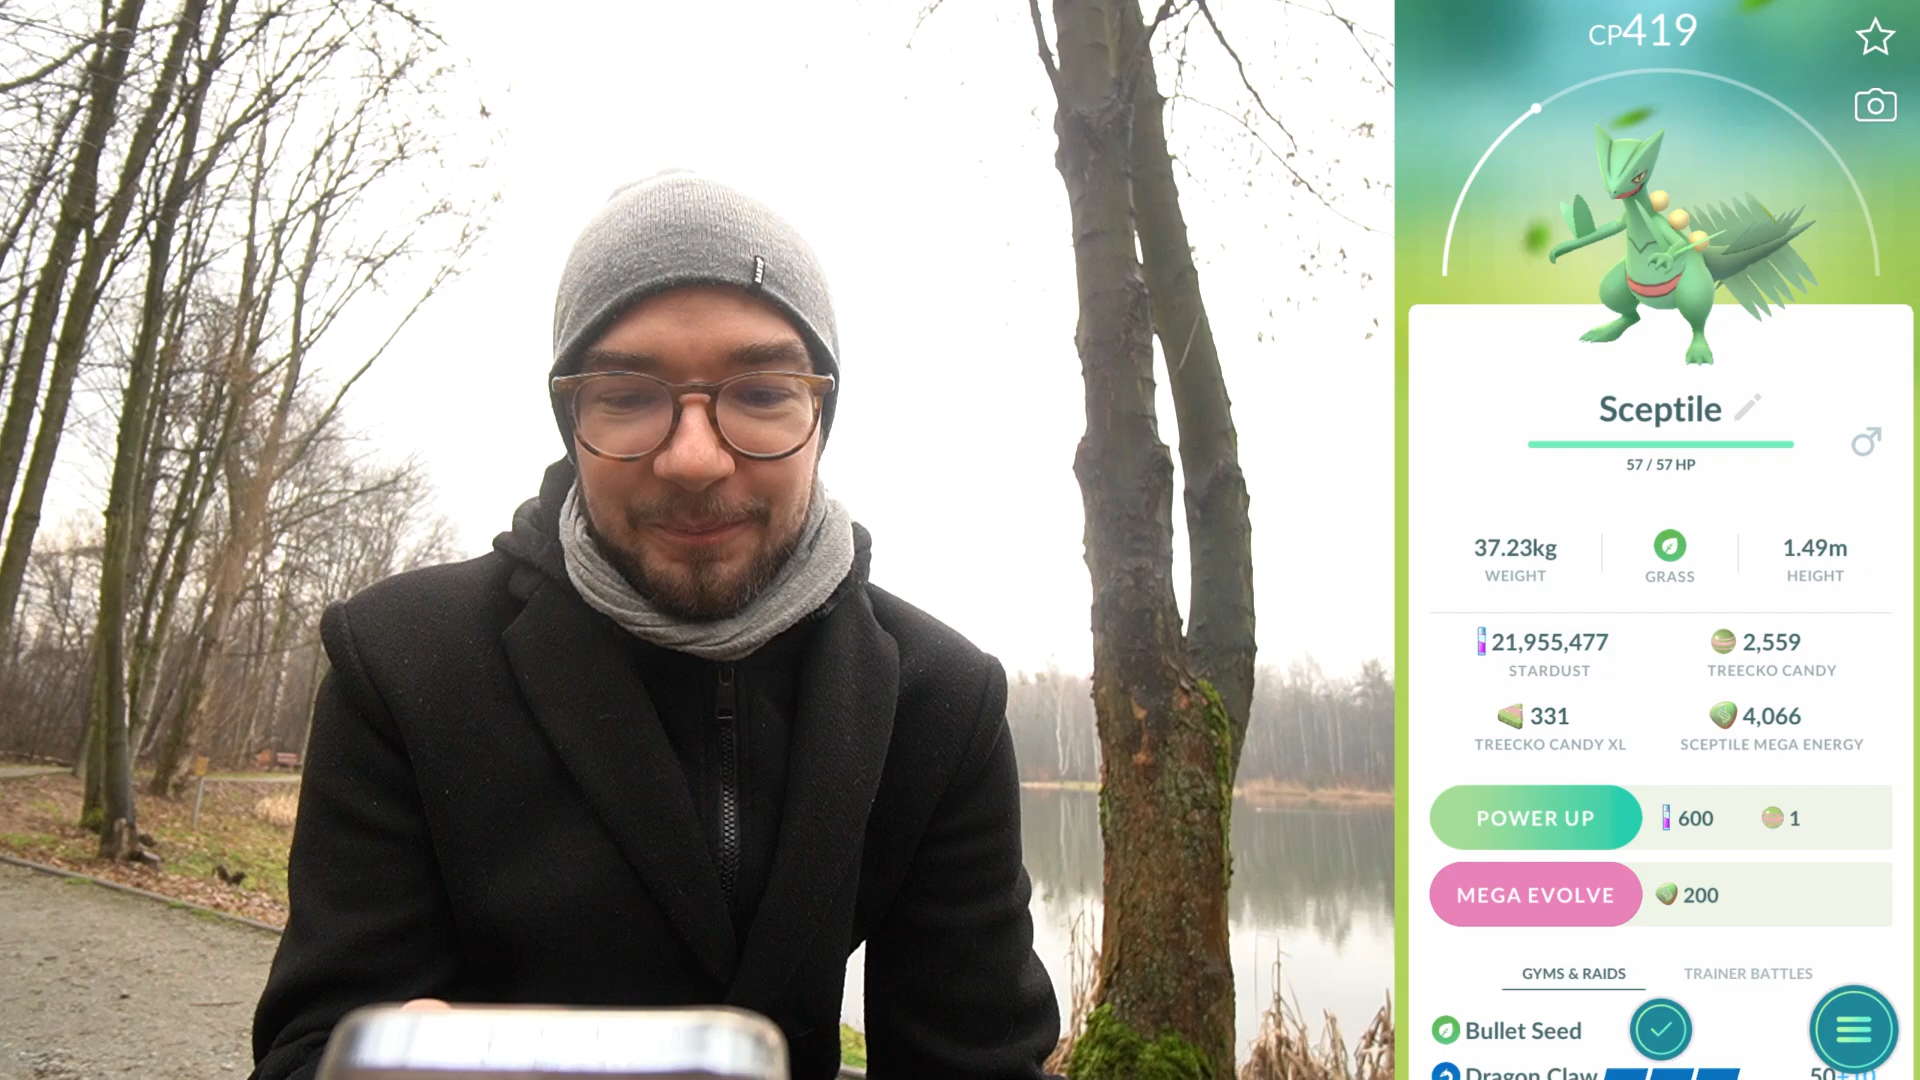 CP419
Sceptile
57 / 57 HP
37.23kg
WEIGHT
GRASS
1.49m
HEIGHT
21,955,477
STARDUST
2,559
TREECKO CANDY
331
TREECKO CANDY XL
4,066
SCEPTILE MEGA ENERGY
POWER UP 600 1
MEGA EVOLVE 200
GYMS & RAIDS TRAINER BATTLES
Bullet Seed
Dragon Claw 50+10